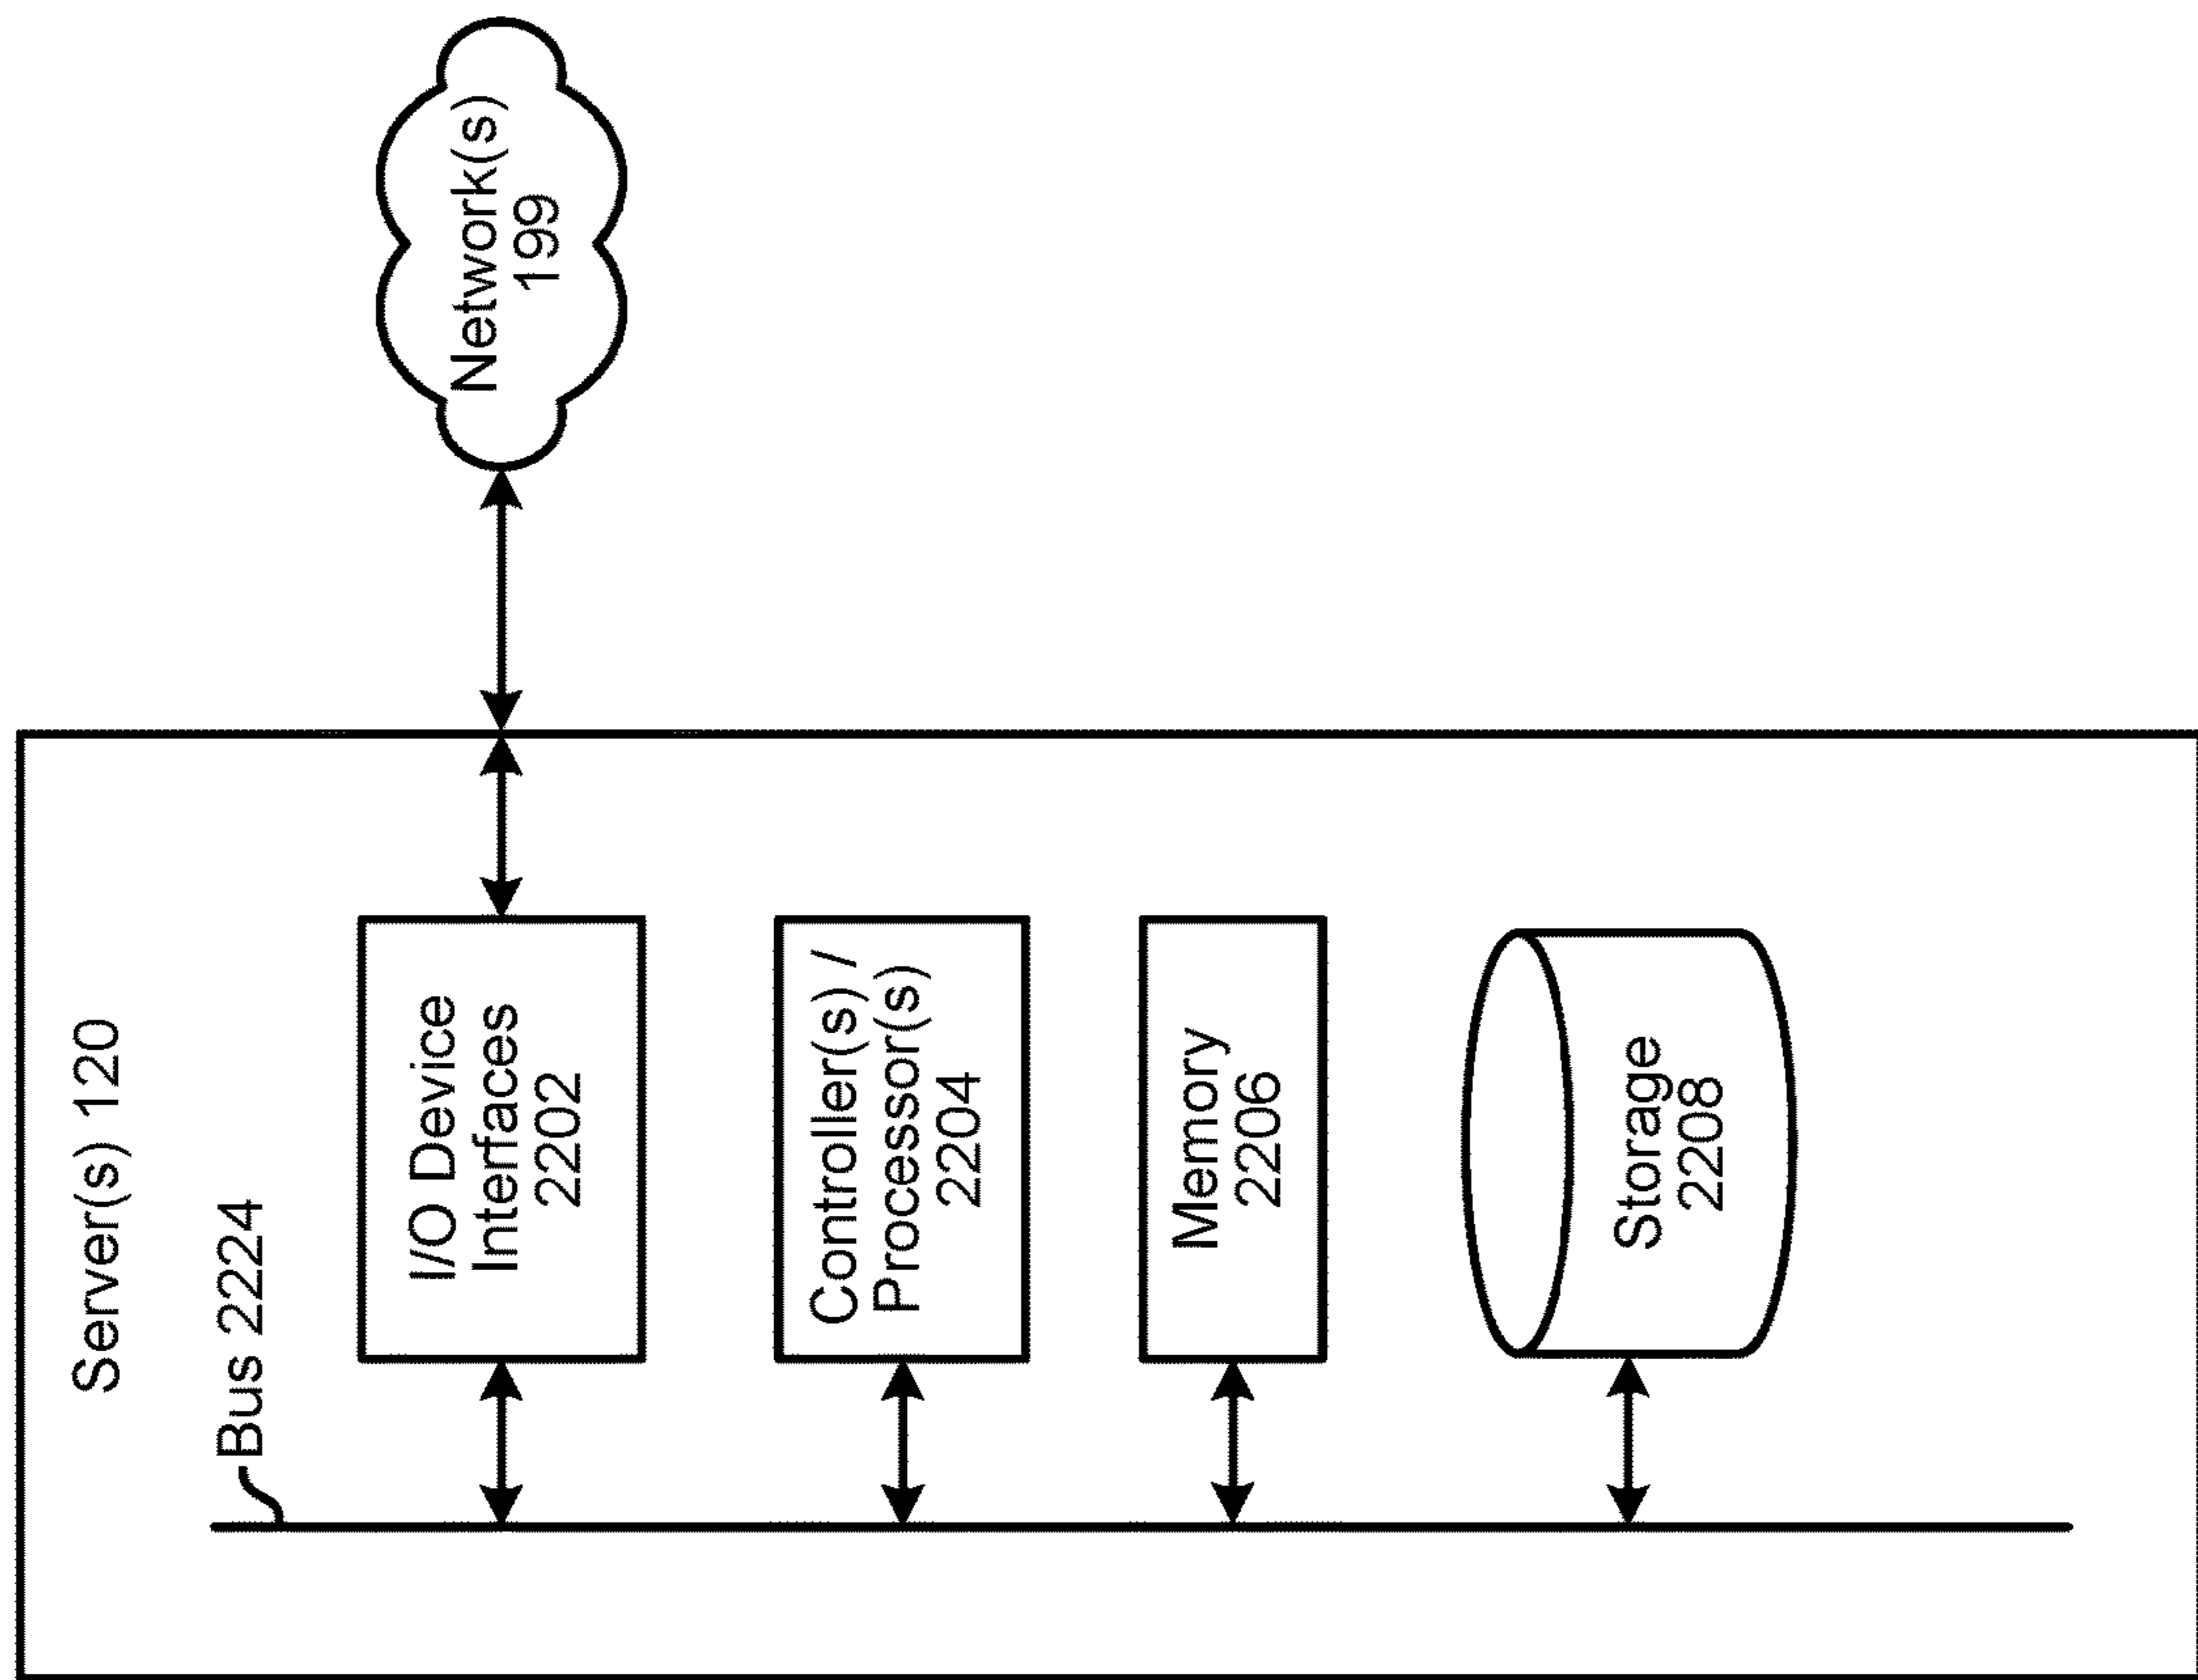 Server(s) 120
Bus 2224
I/O Device
Interfaces
2202
Network(s)
199
Controller(s) /
Processor(s)
2204
Memory
2206
Storage
2208